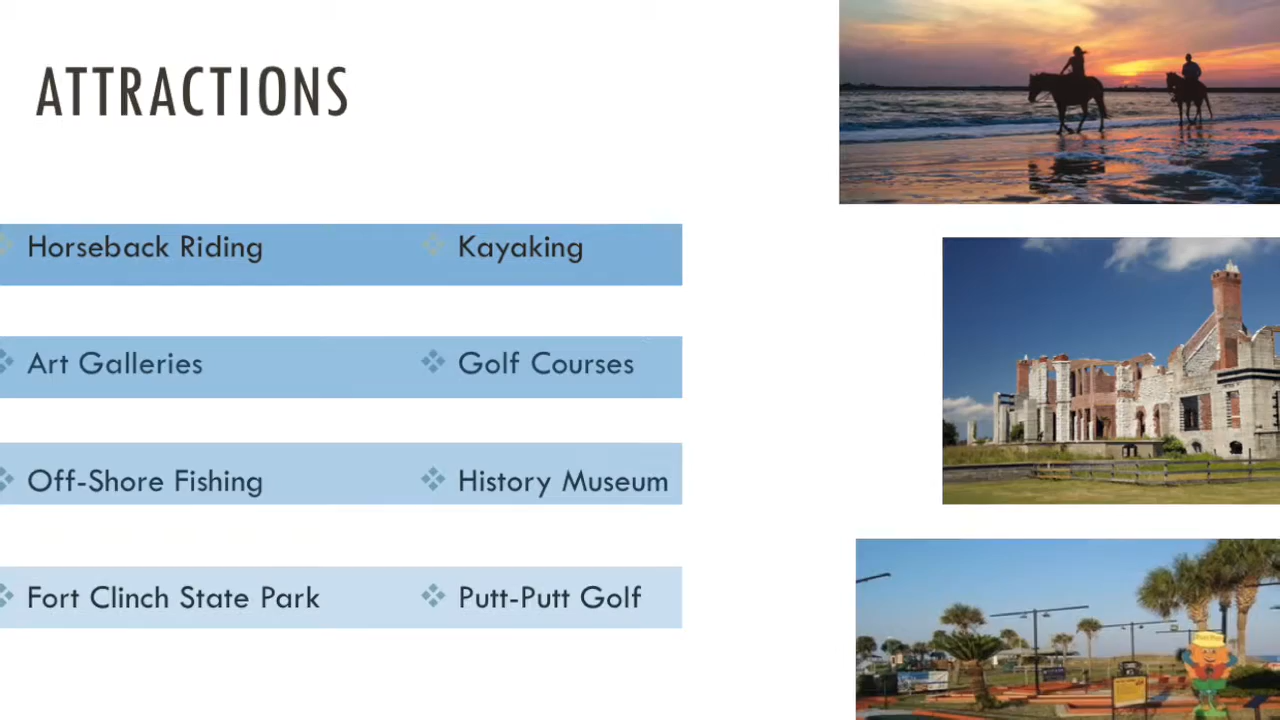 ATTRACTIONS
Horseback Riding
Kayaking
Art Galleries
Golf Courses
Off-Shore Fishing
History Museum
Fort Clinch State Park
Putt-Putt Golf